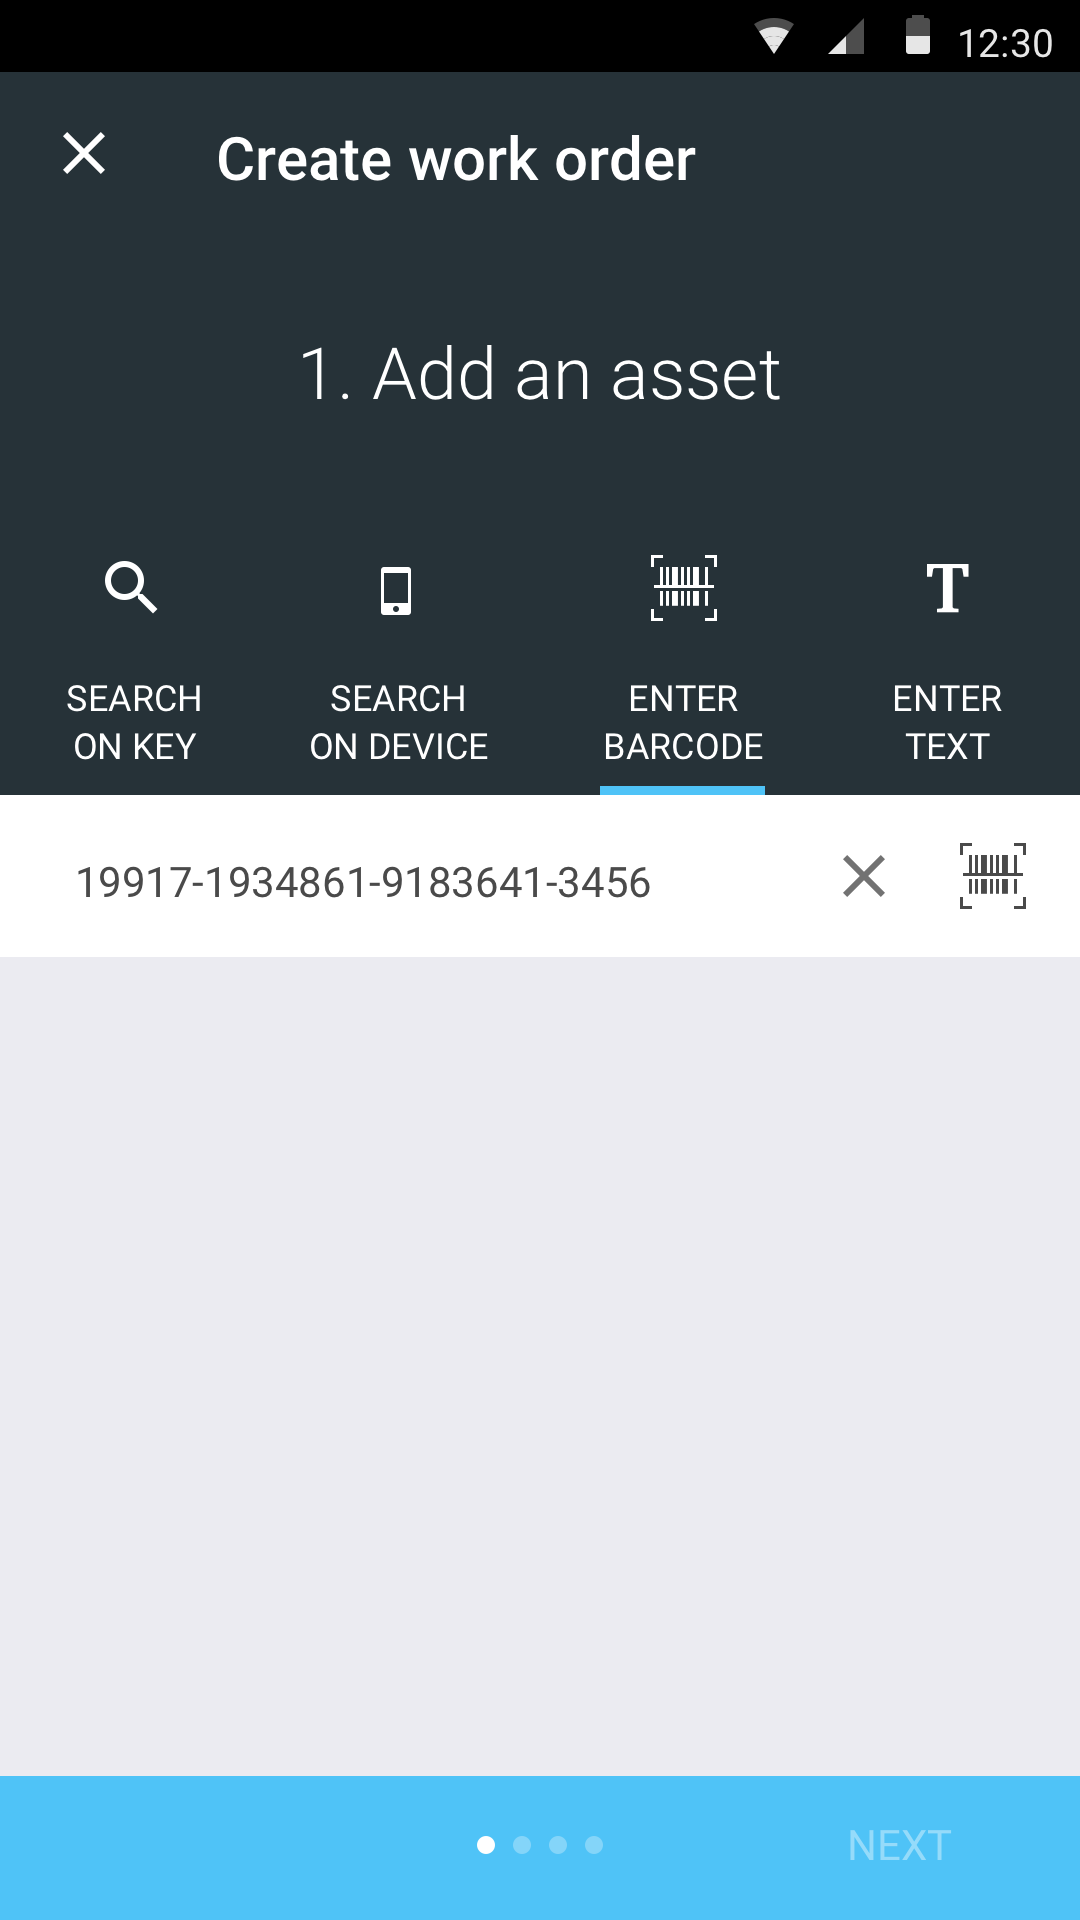 12:30
Create work order
1. Add an asset
SEARCH
ON KEY
SEARCH
ON DEVICE
ENTER
BARCODE
ENTER
TEXT
19917-1934861-9183641-3456
NEXT